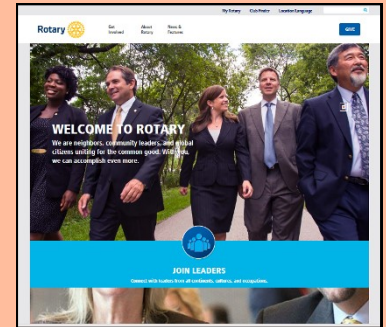 My Rotary Club Finder Location/Language
Rotary
Get Involved
About Rotary
News & Features
GIVE
WELCOME TO ROTARY
We are neighbors, community leaders, and global
citizens uniting for the common good. With you,
we can accomplish even more.
JOIN LEADERS
Connect with leaders from all continents, cultures, and occupations.